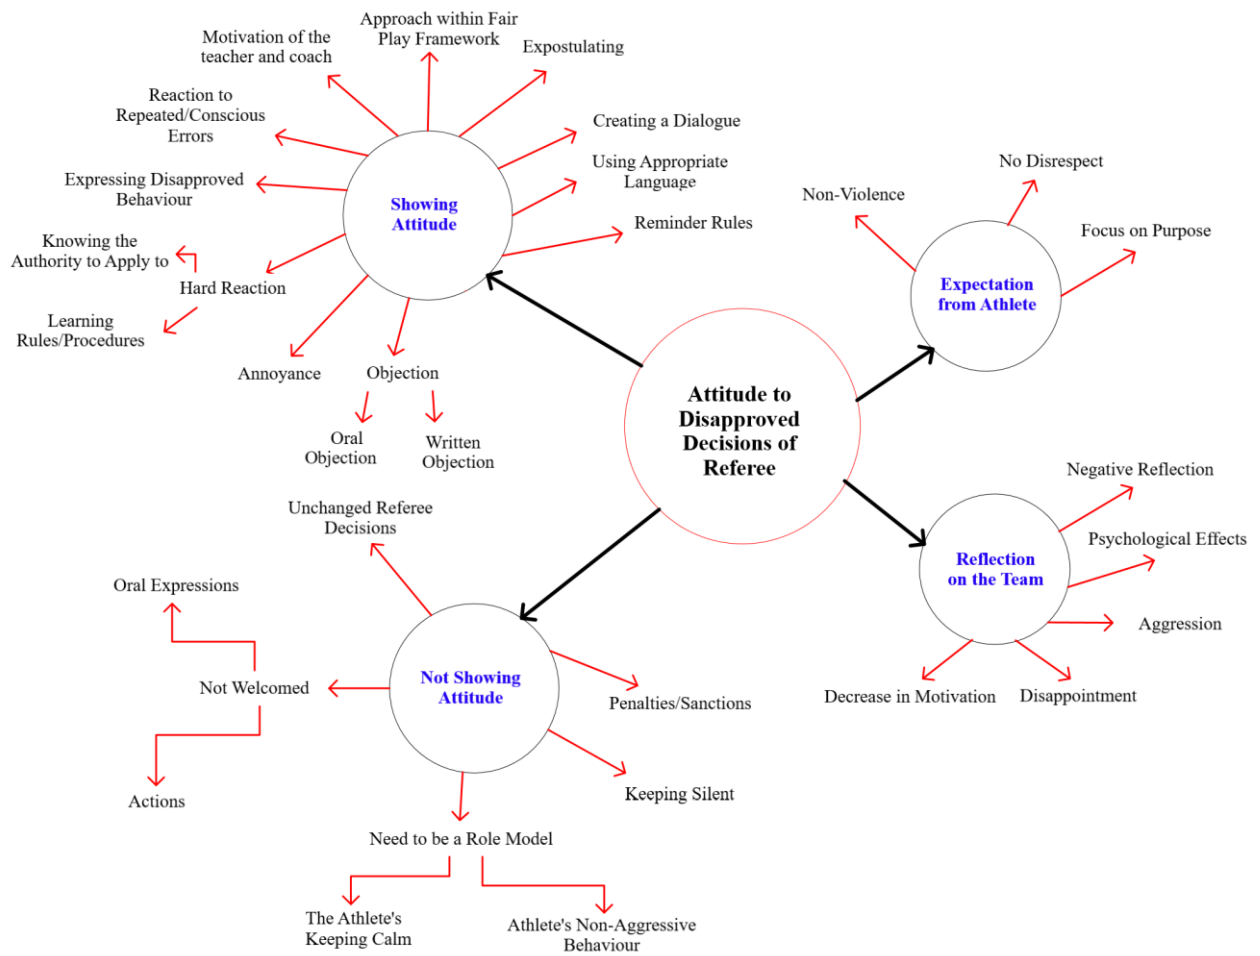 Approach within Fair
Play Framework
Motivation of the
teacher and coach
Expostulating
Reaction to
Repeated/Conscious
Errors
Creating a Dialogue
Using Appropriate
Language
Expressing Disapproved
Behaviour
Showing
Attitude
Reminder Rules
Knowing the
Authority to Apply to
Hard Reaction
Learning
Rules/Procedures
Annoyance
Objection
Oral
Objection
Written
Objection
No Disrespect
Non-Violence
Focus on Purpose
Expectation
from Athlete
Attitude to
Disapproved
Decisions of
Referee
Negative Reflection
Psychological Effects
Reflection
on the Team
Aggression
Decrease in Motivation
Disappointment
Unchanged Referee
Decisions
Oral Expressions
Not Welcomed
Not Showing
Attitude
Penalties/Sanctions
Actions
Keeping Silent
Need to be a Role Model
The Athlete's
Keeping Calm
Athlete's Non-Aggressive
Behaviour